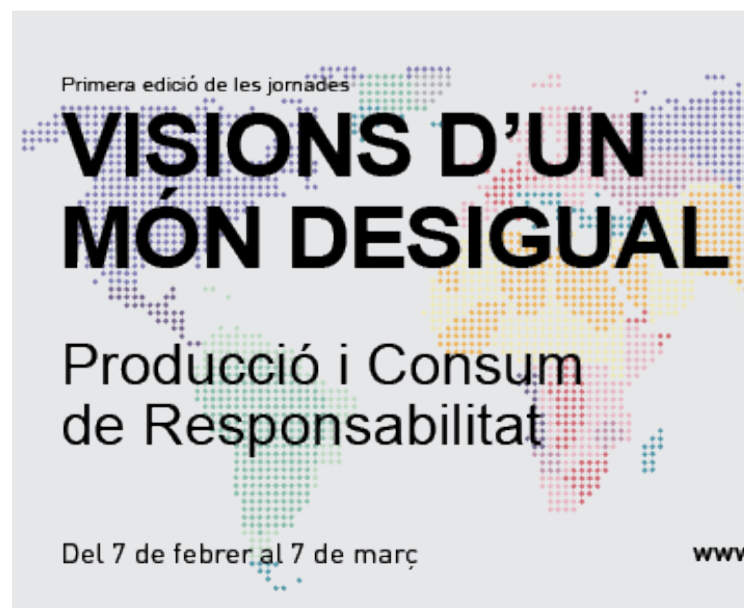 Primera edició de les jornades
VISIONS D'UN
MÓN DESIGUAL
Producció i Consum
de Responsabilitat
Del 7 de febrer al 7 de març
www